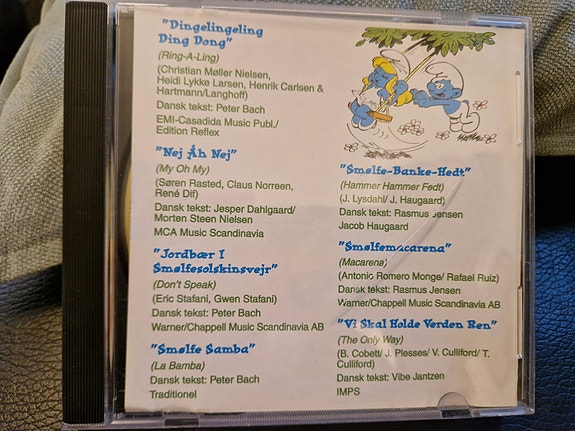 "Dingelingeling
Ding Dong"
(Ring-A-Ling)
(Christian Møller Nielsen,
Heidi Lykke Larsen, Henrik Carlsen &
Hartmann/Langhoff)
Dansk tekst: Peter Bach
EMI-Casadida Music Publ./
Edition Reflex
"Nej Åh Nej"
(My Oh My)
(Søren Rasted, Claus Norreen,
René Dif)
Dansk tekst: Jesper Dahlgaard/
Morten Steen Nielsen
MCA Music Scandinavia
"Jordbær I
Smølfesolskinsvejr"
(Don't Speak)
(Eric Stefani, Gwen Stafani)
Dansk tekst: Peter Bach
Warner/Chappell Music Scandinavia AB
"Smølfe Samba"
(La Bamba)
Dansk tekst: Peter Bach
Traditionel
"Smølfe-Banke-Hedt"
(Hammer Hammer Fedt)
(J. Lysdahl/ J. Haugaard)
Dansk tekst: Rasmus Jensen
Jacob Haugaard
"Smølfemacarena"
(Macarena)
(Antonio Romero Monge/ Rafael Ruiz)
Dansk tekst: Rasmus Jensen
Warner/Chappell Music Scandinavia AB
"Vi Skal Holde Verden Ren"
(The Only Way)
(B. Cobett/ J. Plesses/ V. Culliford/ T.
Culliford)
Dansk tekst: Vibe Jantzen
IMPS